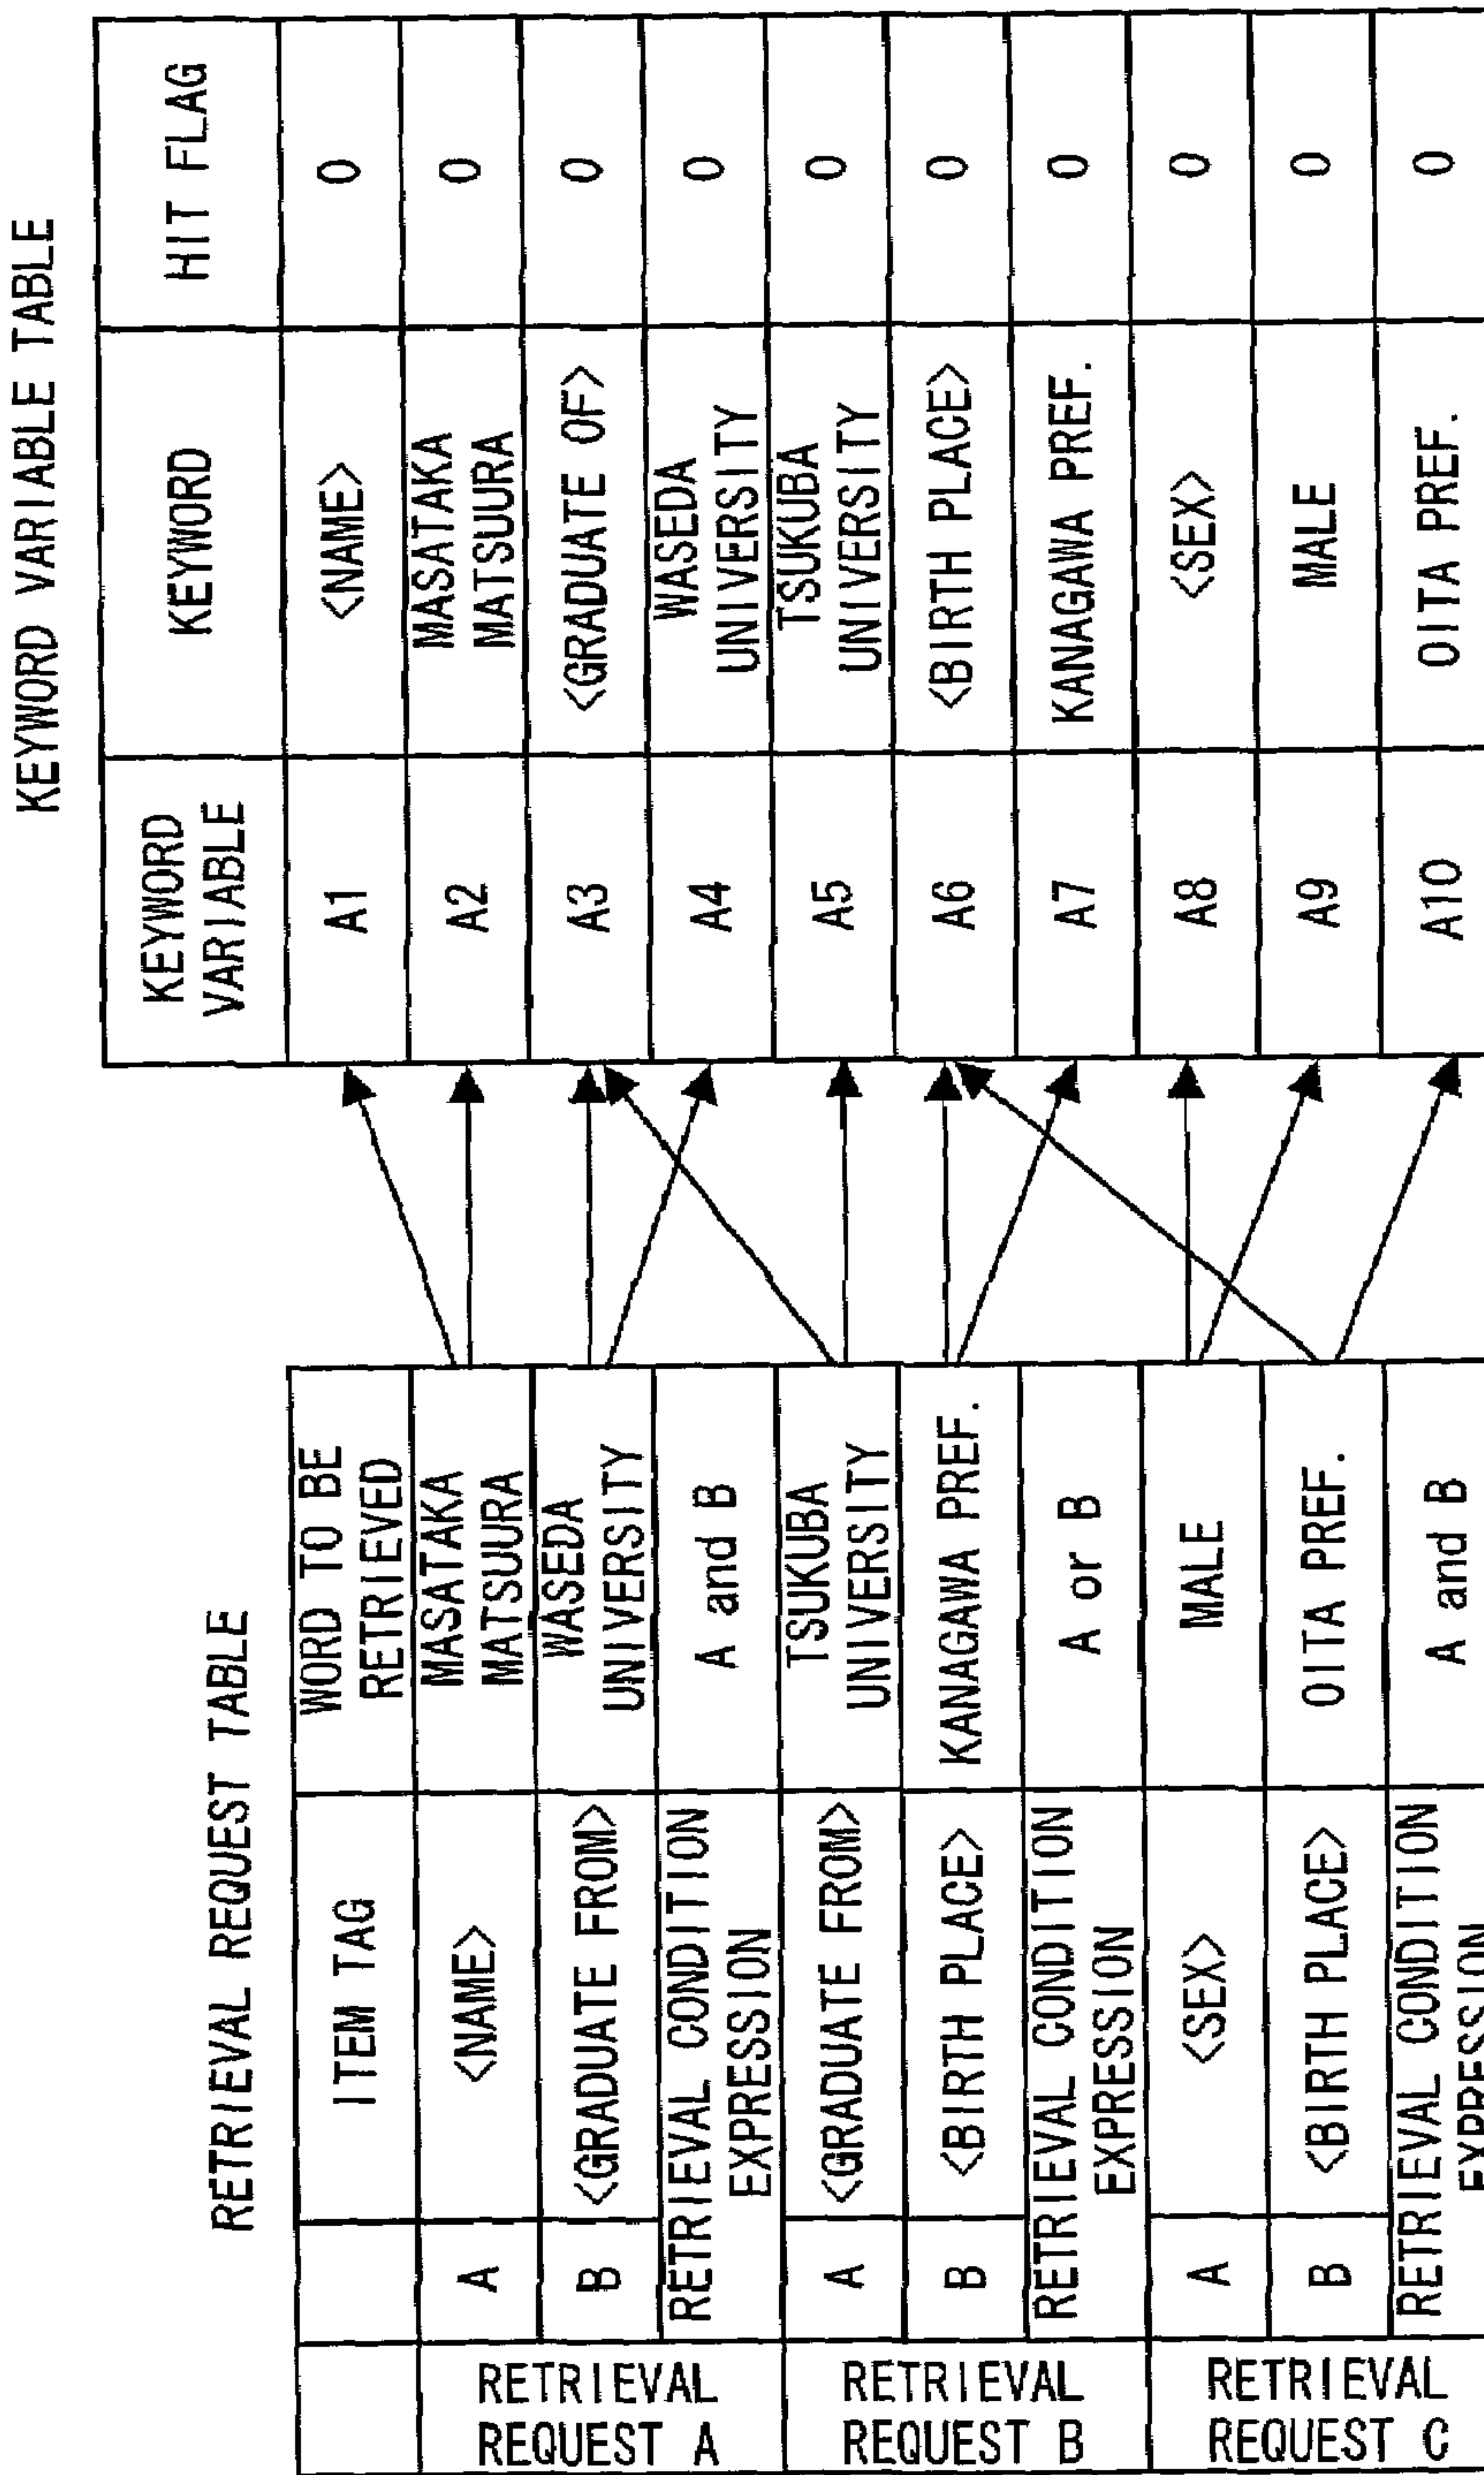 RETRIEVAL REQUEST TABLE
ITEM TAG
WORD TO BE
RETRIEVED
RETRIEVAL
REQUEST A
A
<NAME>
MASATAKA
MATSUURA
B
<GRADUATE FROM>
WASEDA
UNIVERSITY
RETRIEVAL CONDITION
EXPRESSION
A and B
RETRIEVAL
REQUEST B
A
<GRADUATE FROM>
TSUKUBA
UNIVERSITY
B
<BIRTH PLACE>
KANAGAWA PREF.
RETRIEVAL CONDITION
EXPRESSION
A or B
RETRIEVAL
REQUEST C
A
<SEX>
MALE
B
<BIRTH PLACE>
OITA PREF.
RETRIEVAL CONDITION
EXPRESSION
A and B
KEYWORD VARIABLE TABLE
KEYWORD
VARIABLE
KEYWORD
HIT FLAG
A1
<NAME>
0
A2
MASATAKA
MATSUURA
0
A3
<GRADUATE OF>
0
A4
WASEDA
UNIVERSITY
0
A5
TSUKUBA
UNIVERSITY
0
A6
<BIRTH PLACE>
0
A7
KANAGAWA PREF.
0
A8
<SEX>
0
A9
MALE
0
A10
OITA PREF.
0